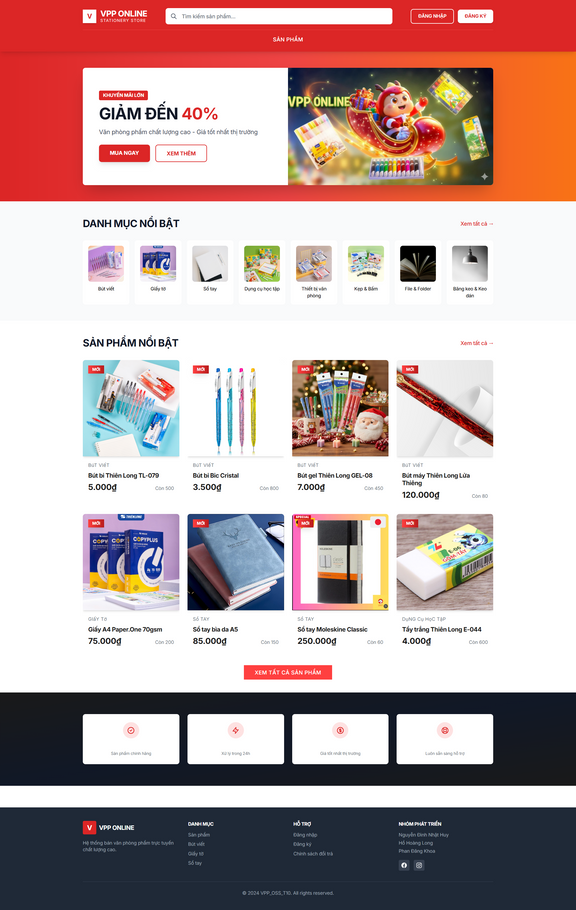 V VPP ONLINE
STATIONERY STORE
Tìm kiếm sản phẩm...
ĐĂNG NHẬP
ĐĂNG KÝ
SẢN PHẨM
KHUYẾN MÃI LỚN
GIẢM ĐẾN 40%
Văn phòng phẩm chất lượng cao - Giá tốt nhất thị trường
MUA NGAY
XEM THÊM
VPP ONLINE
DANH MỤC NỔI BẬT
Xem tất cả →
Bút viết
Giấy tờ
Sổ tay
Dụng cụ học tập
Thiết bị văn
phòng
Kẹp & Bấm
File & Folder
Băng keo & Keo
dán
SẢN PHẨM NỔI BẬT
Xem tất cả →
MỚI
MỚI
MỚI
MỚI
BÚT VIẾT
Bút bi Thiên Long TL-079
5.000₫
Còn 500
BÚT VIẾT
Bút bi Bic Cristal
3.500₫
Còn 800
BÚT VIẾT
Bút gel Thiên Long GEL-08
7.000₫
Còn 450
BÚT VIẾT
Bút máy Thiên Long Lửa
Thiêng
120.000₫
Còn 80
MỚI
COPYPLUS
MỚI
SPECIAL
MỚI
MOLESKINE
MỚI
E-09
GIẤY TỜ
Giấy A4 Paper.One 70gsm
75.000₫
Còn 200
SỔ TAY
Sổ tay bìa da A5
85.000₫
Còn 150
SỔ TAY
Sổ tay Moleskine Classic
250.000₫
Còn 60
DỤNG CỤ HỌC TẬP
Tẩy trắng Thiên Long E-044
4.000₫
Còn 600
XEM TẤT CẢ SẢN PHẨM
Sản phẩm chính hãng
Xử lý trong 24h
Giá tốt nhất thị trường
Luôn sẵn sàng hỗ trợ
V VPP ONLINE
Hệ thống bán văn phòng phẩm trực tuyến
chất lượng cao.
DANH MỤC
Sản phẩm
Bút viết
Giấy tờ
Sổ tay
HỖ TRỢ
Đăng nhập
Đăng ký
Chính sách đổi trả
NHÓM PHÁT TRIỂN
Nguyễn Đình Nhật Huy
Hồ Hoàng Long
Phan Đăng Khoa
© 2024 VPP_OSS_T10. All rights reserved.